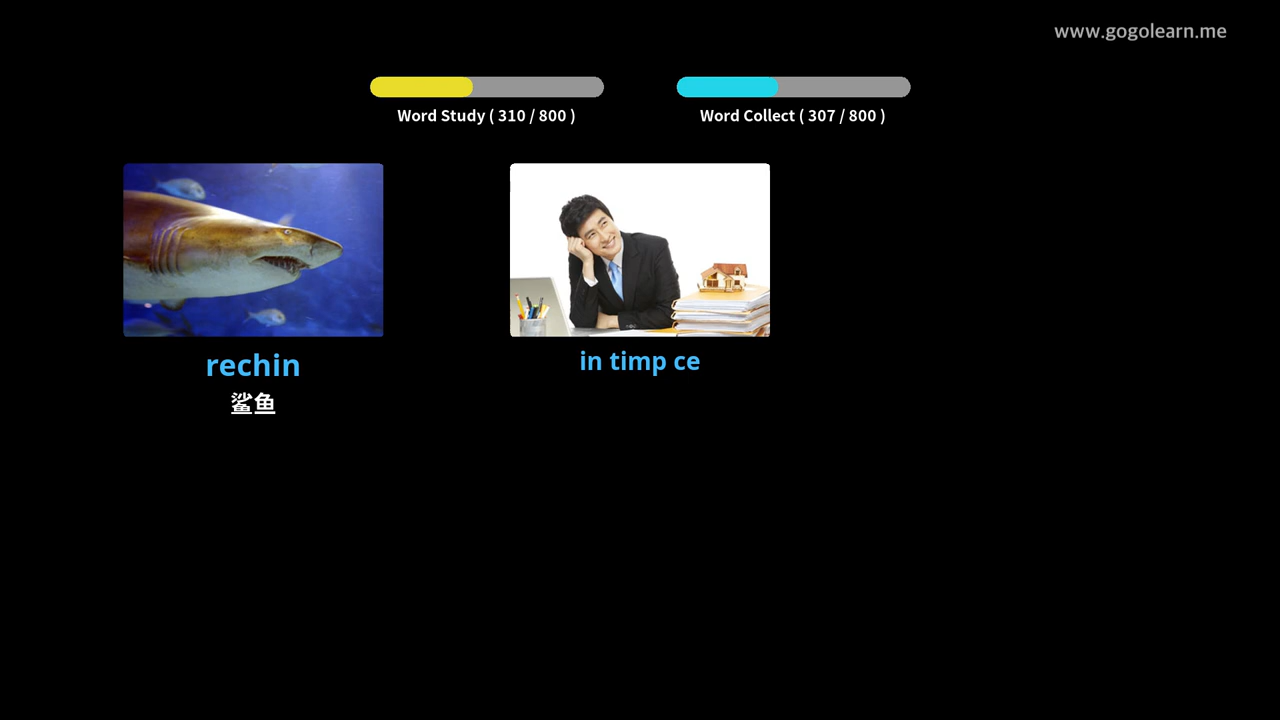 www.gogolearn.me
Word Study ( 310 / 800 )
Word Collect ( 307 / 800 )
rechin
鲨鱼
in timp ce